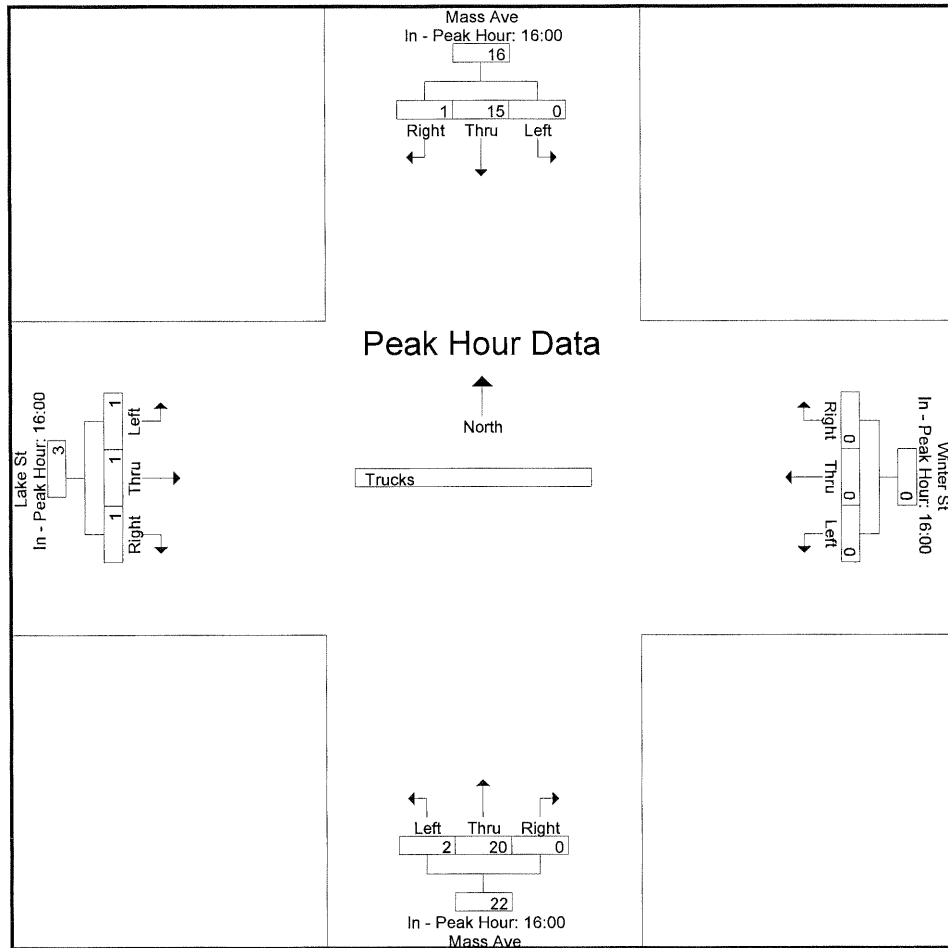 Mass Ave
In - Peak Hour: 16:00
16
1 15 0
Right Thru Left
Peak Hour Data
North
Trucks
Lake St
In - Peak Hour: 16:00
3
1 1 1
Left Thru Right
Winter St
In - Peak Hour: 16:00
0
0 0 0
Right Thru Left
Left Thru Right
2 20 0
22
In - Peak Hour: 16:00
Mass Ave